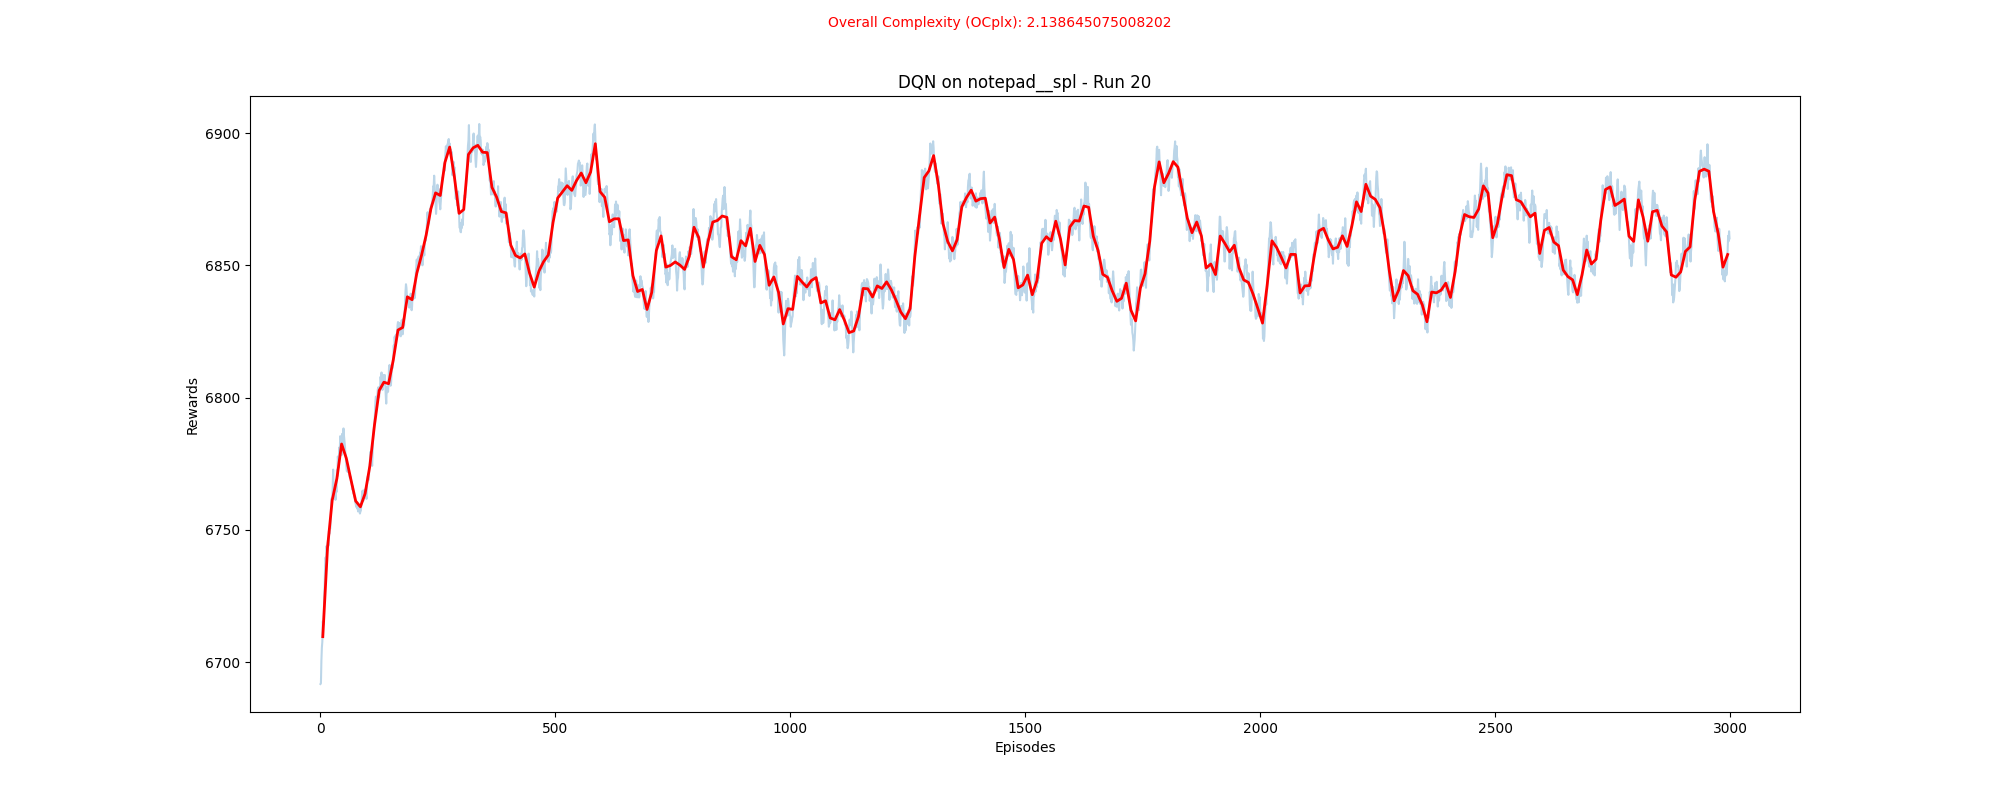 Overall Complexity (OCplx): 2.138645075008202
DQN on notepad__spl - Run 20
6900
6850
6800
6750
6700
Rewards
0 500 1000 1500 2000 2500 3000
Episodes